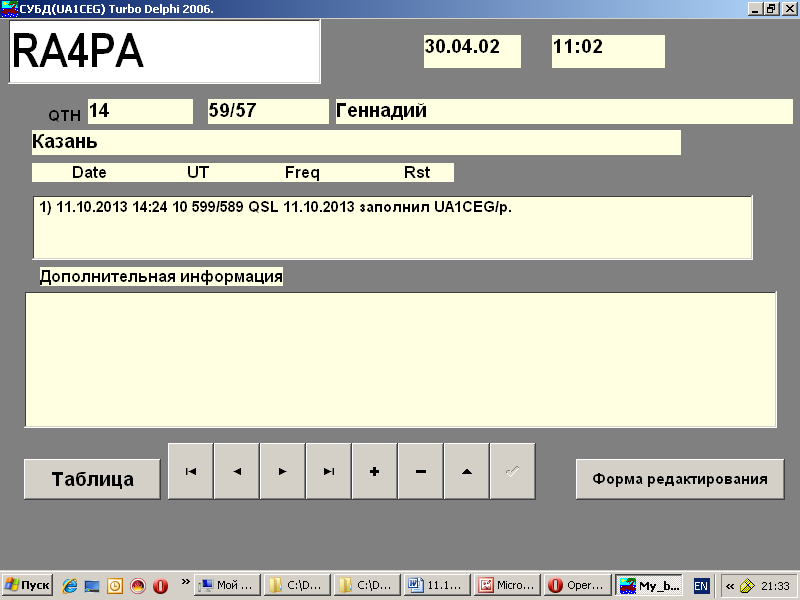 СУБД(UA1CEG) Turbo Delphi 2006.
RA4PA
30.04.02 11:02
QTH 14 59/57 Геннадий
Казань
Date UT Freq Rst
1) 11.10.2013 14:24 10 599/589 QSL 11.10.2013 заполнил UA1CEG/p.
Дополнительная информация
Таблица Форма редактирования
Пуск » Мой ... C:\D... C:\D... 11.1... Micro... Oper... My_b... EN « 21:33